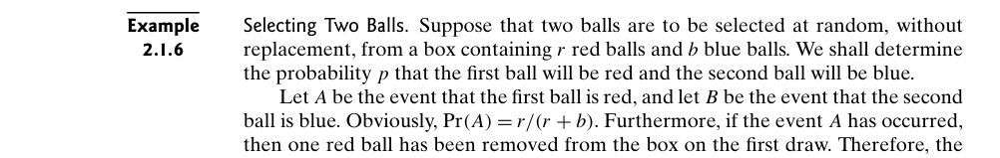 Example
2.1.6
Selecting Two Balls. Suppose that two balls are to be selected at random, without
replacement, from a box containing r red balls and b blue balls. We shall determine
the probability p that the first ball will be red and the second ball will be blue.
Let A be the event that the first ball is red, and let B be the event that the second
ball is blue. Obviously, Pr(A) = r/(r + b). Furthermore, if the event A has occurred,
then one red ball has been removed from the box on the first draw. Therefore, the